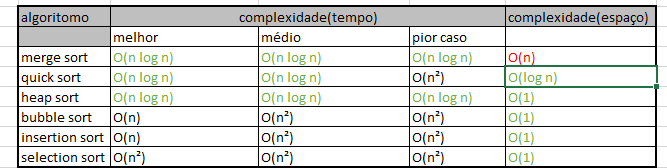 algoritomo complexidade(tempo) complexidade(espaço)
melhor médio pior caso
merge sort O(n log n) O(n log n) O(n log n) O(n)
quick sort O(n log n) O(n log n) O(n²) O(log n)
heap sort O(n log n) O(n log n) O(n log n) O(1)
bubble sort O(n) O(n²) O(n²) O(1)
insertion sort O(n) O(n²) O(n²) O(1)
selection sort O(n²) O(n²) O(n²) O(1)